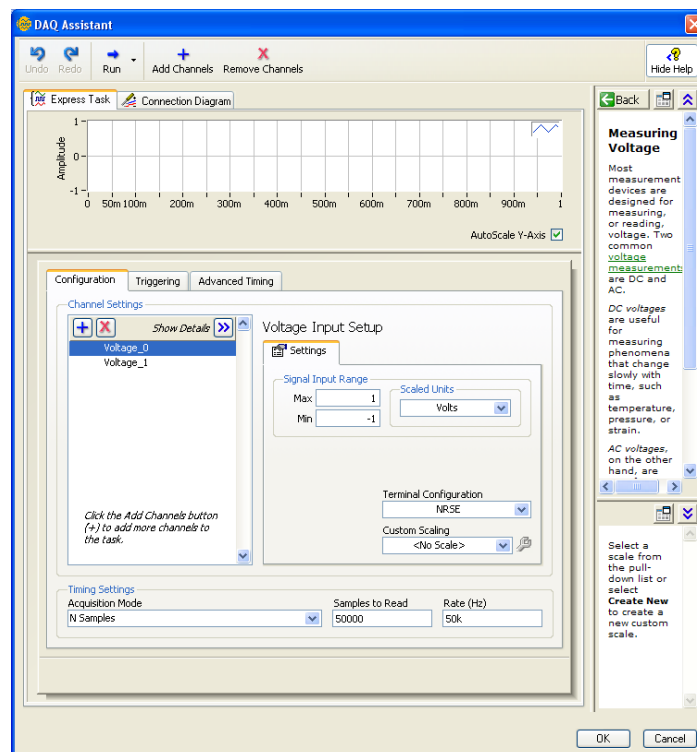 DAQ Assistant
Undo
Redo
Run
Add Channels
Remove Channels
Hide Help
Express Task
Connection Diagram
Back
Amplitude
1
0
-1
0 50m 100m 200m 300m 400m 500m 600m 700m 800m 900m 1
AutoScale Y-Axis
Configuration
Triggering
Advanced Timing
Channel Settings
Show Details
Voltage_0
Voltage_1
Click the Add Channels button
(+) to add more channels to
the task.
Voltage Input Setup
Settings
Signal Input Range
Max 1
Min -1
Scaled Units
Volts
Terminal Configuration
NRSE
Custom Scaling
<No Scale>
Timing Settings
Acquisition Mode
N Samples
Samples to Read
50000
Rate (Hz)
50k
Measuring
Voltage
Most
measurement
devices are
designed for
measuring,
or reading,
voltage. Two
common
voltage
measurements
are DC and
AC.
DC voltages
are useful
for
measuring
phenomena
that change
slowly with
time, such
as
temperature,
pressure, or
strain.
AC voltages,
on the other
hand, are
Select a
scale from
the pull-
down list or
select
Create New
to create a
new custom
scale.
OK
Cancel